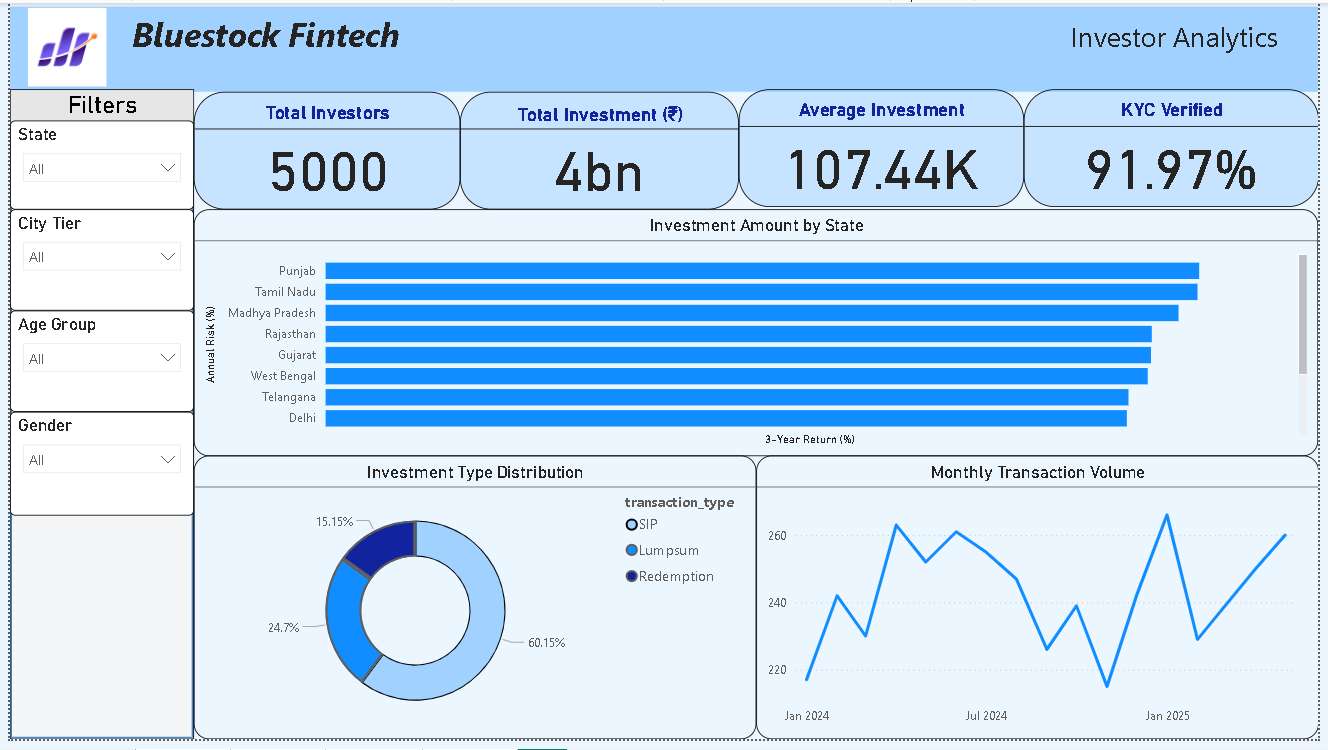 Bluestock Fintech
Investor Analytics
Filters
State
All
City Tier
All
Age Group
All
Gender
All
Total Investors
5000
Total Investment (₹)
4bn
Average Investment
107.44K
KYC Verified
91.97%
Investment Amount by State
Annual Risk (%)
Punjab
Tamil Nadu
Madhya Pradesh
Rajasthan
Gujarat
West Bengal
Telangana
Delhi
3-Year Return (%)
Investment Type Distribution
15.15%
24.7%
60.15%
transaction_type
SIP
Lumpsum
Redemption
Monthly Transaction Volume
260
240
220
Jan 2024
Jul 2024
Jan 2025